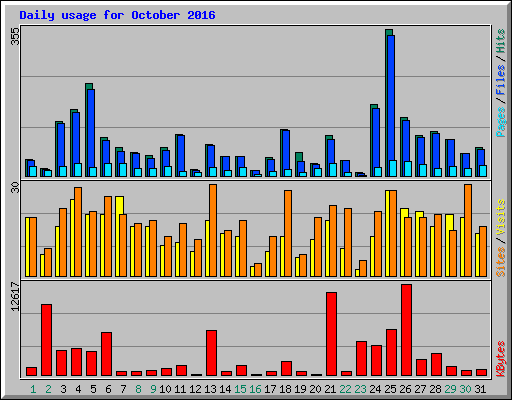 Daily usage for October 2016
355
30
12617
Pages / Files / Hits
Sites / Visits
KBytes
1 2 3 4 5 6 7 8 9 10 11 12 13 14 15 16 17 18 19 20 21 22 23 24 25 26 27 28 29 30 31